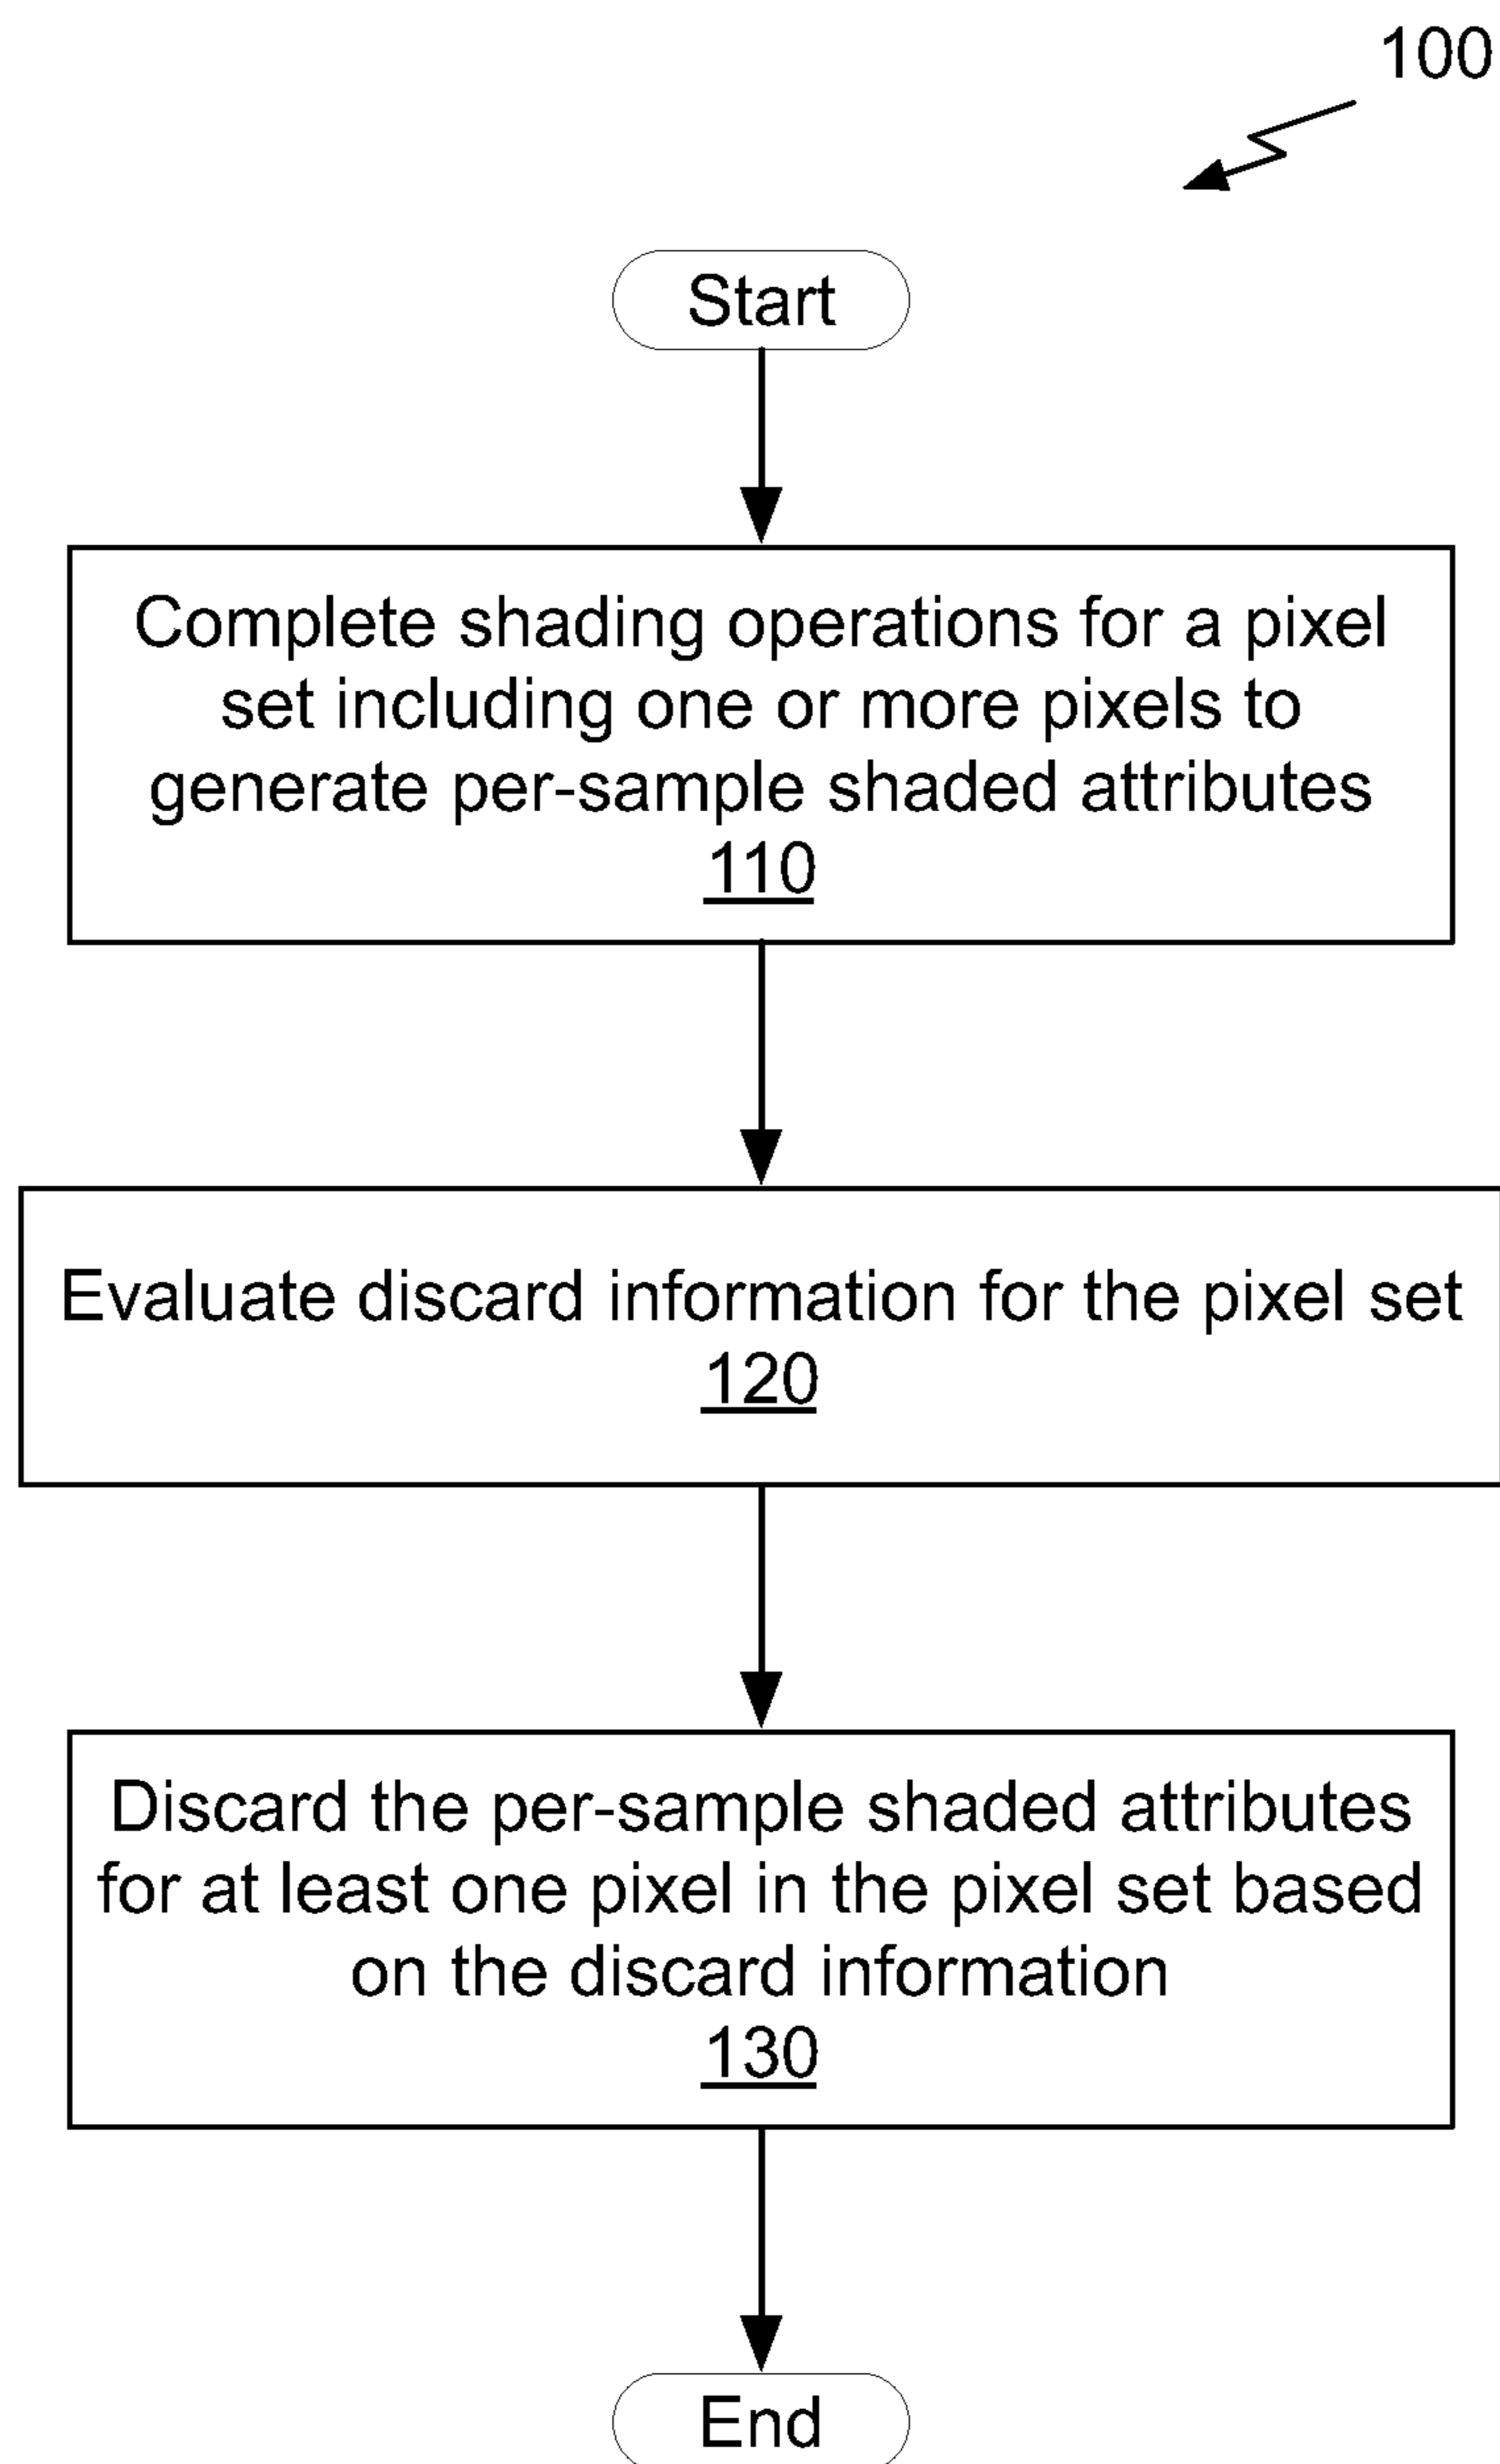 100
Start
Complete shading operations for a pixel
set including one or more pixels to
generate per-sample shaded attributes
110
Evaluate discard information for the pixel set
120
Discard the per-sample shaded attributes
for at least one pixel in the pixel set based
on the discard information
130
End